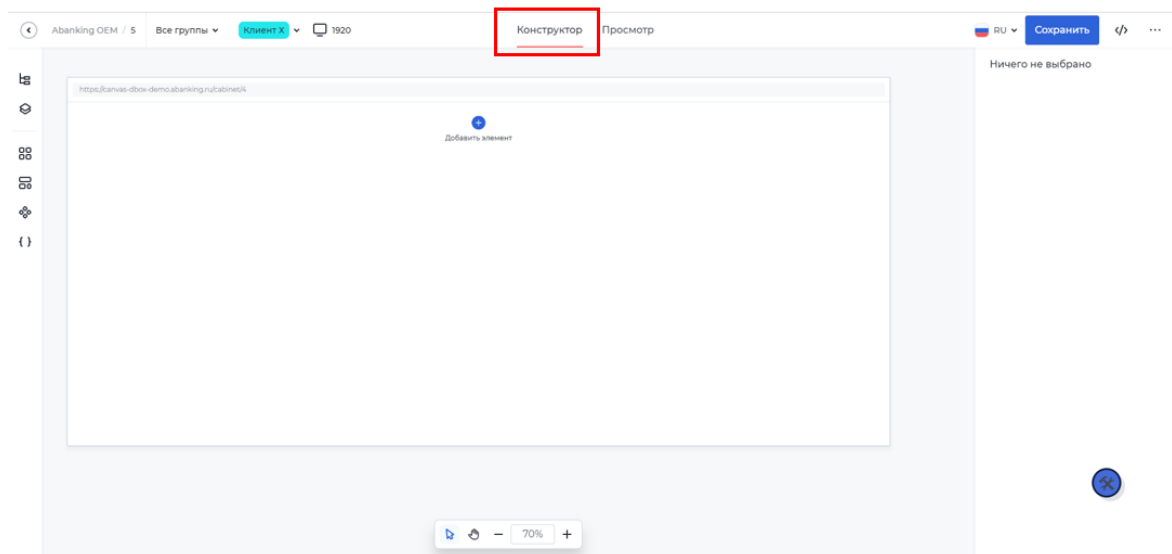 Abanking OEM / 5 Все группы Клиент X 1920 Конструктор Просмотр RU Сохранить </> ...
Ничего не выбрано
https://canvas-dbox-demo.abanking.ru/cabinet/4
Добавить элемент
{ }
70%